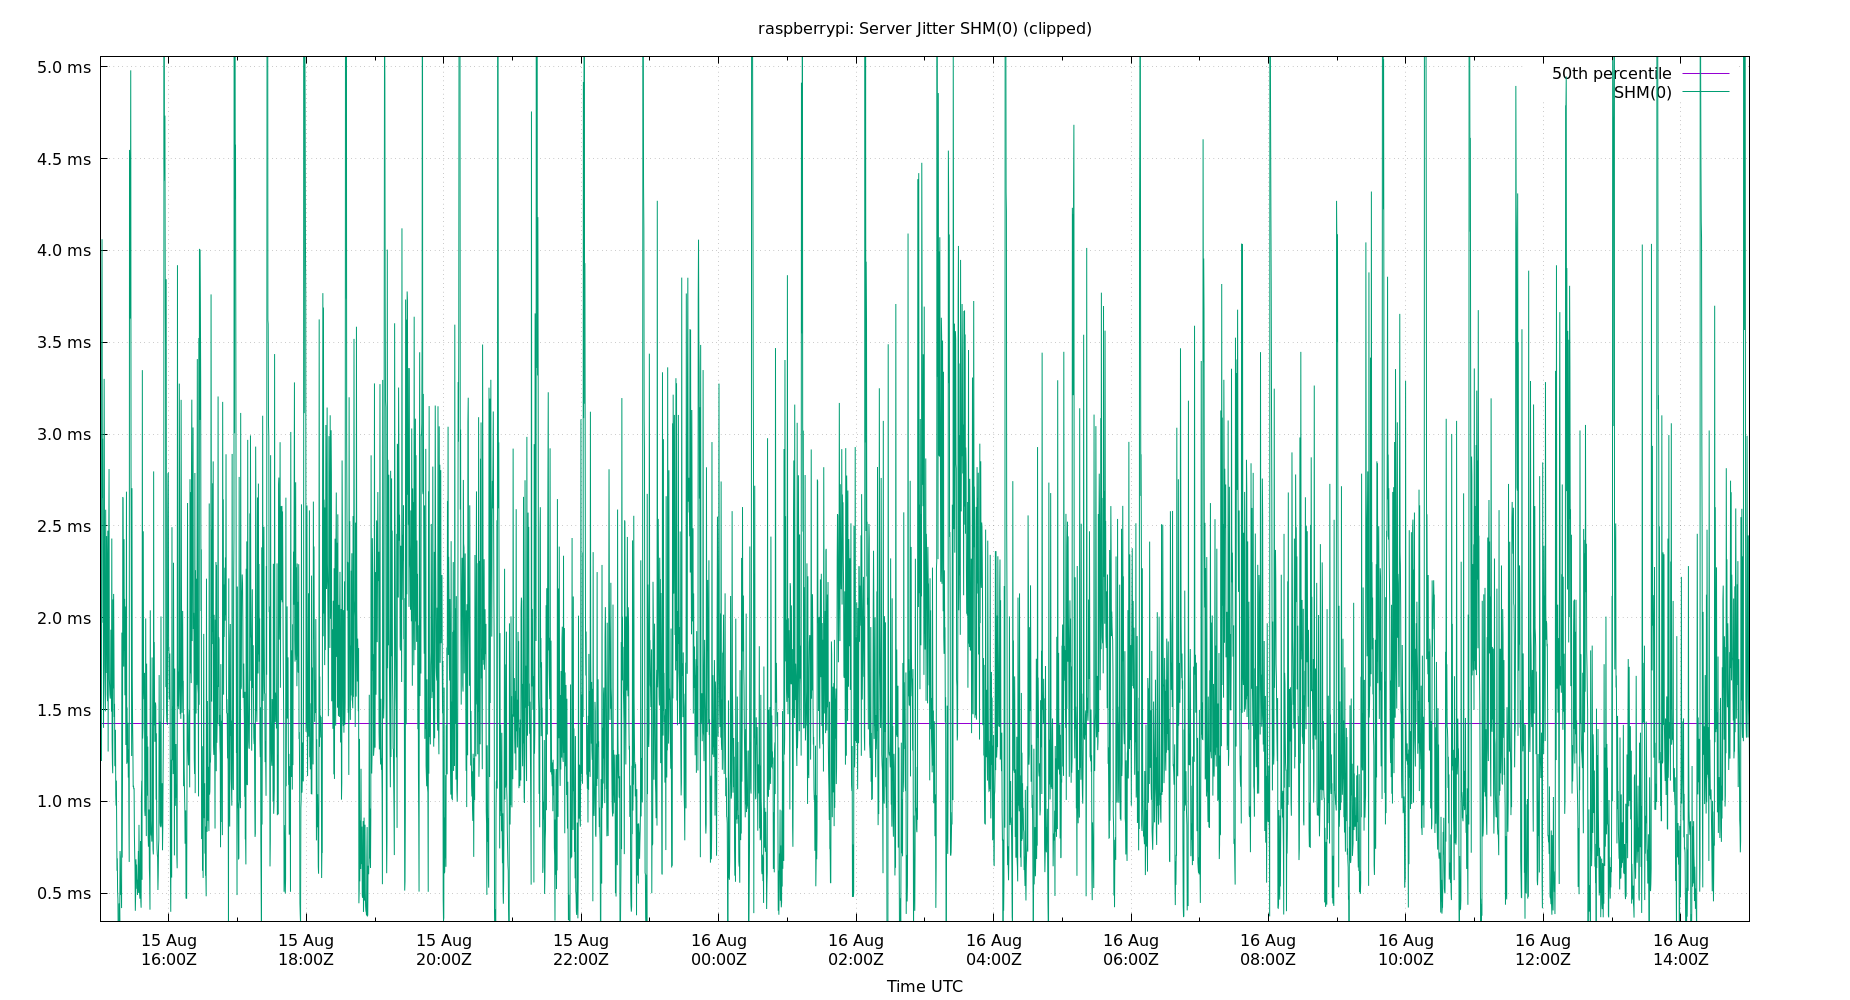 raspberrypi: Server Jitter SHM(0) (clipped)
5.0 ms
50th percentile
SHM(0)
4.5 ms
4.0 ms
3.5 ms
3.0 ms
2.5 ms
2.0 ms
1.5 ms
1.0 ms
0.5 ms
15 Aug 15 Aug 15 Aug 15 Aug 16 Aug 16 Aug 16 Aug 16 Aug 16 Aug 16 Aug 16 Aug 16 Aug
16:00Z 18:00Z 20:00Z 22:00Z 00:00Z 02:00Z 04:00Z 06:00Z 08:00Z 10:00Z 12:00Z 14:00Z
Time UTC